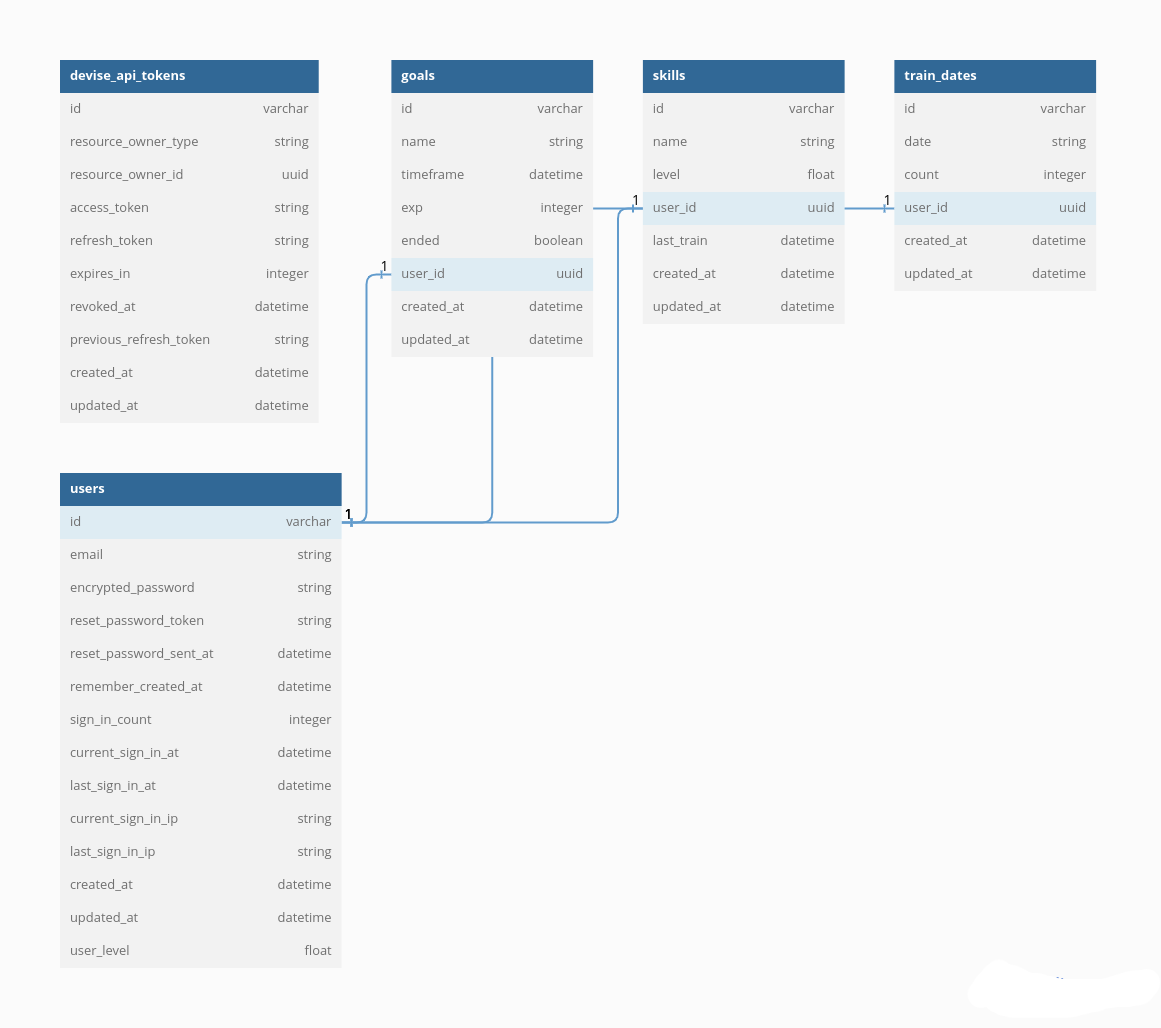 devise_api_tokens
id varchar
resource_owner_type string
resource_owner_id uuid
access_token string
refresh_token string
expires_in integer
revoked_at datetime
previous_refresh_token string
created_at datetime
updated_at datetime
goals
id varchar
name string
timeframe datetime
exp integer
ended boolean
1
user_id uuid
created_at datetime
updated_at datetime
skills
id varchar
name string
level float
1
user_id uuid
last_train datetime
created_at datetime
updated_at datetime
train_dates
id varchar
date string
count integer
1
user_id uuid
created_at datetime
updated_at datetime
users
id varchar
1
email string
encrypted_password string
reset_password_token string
reset_password_sent_at datetime
remember_created_at datetime
sign_in_count integer
current_sign_in_at datetime
last_sign_in_at datetime
current_sign_in_ip string
last_sign_in_ip string
created_at datetime
updated_at datetime
user_level float